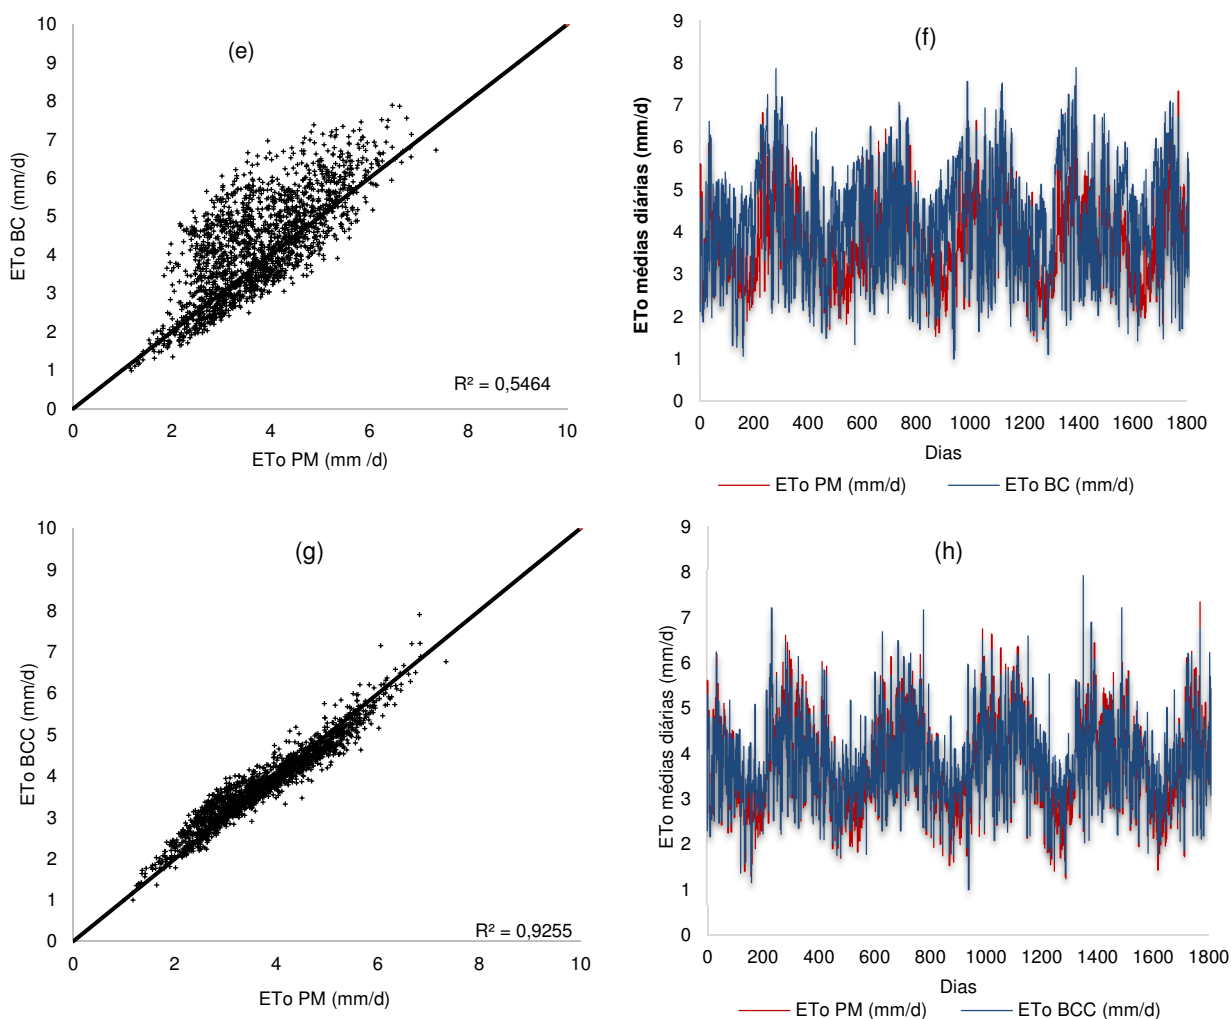 (e)
ETo BC (mm/d)
10
9
8
7
6
5
4
3
2
1
0
R² = 0,5464
0 2 4 6 8 10
ETo PM (mm /d)
(f)
ETo médias diárias (mm/d)
9
8
7
6
5
4
3
2
1
0
0 200 400 600 800 1000 1200 1400 1600 1800
Dias
ETo PM (mm/d) ETo BC (mm/d)
(g)
ETo BCC (mm/d)
10
9
8
7
6
5
4
3
2
1
0
R² = 0,9255
0 2 4 6 8 10
ETo PM (mm/d)
(h)
ETo médias diárias (mm/d)
9
8
7
6
5
4
3
2
1
0
0 200 400 600 800 1000 1200 1400 1600 1800
Dias
ETo PM (mm/d) ETo BCC (mm/d)